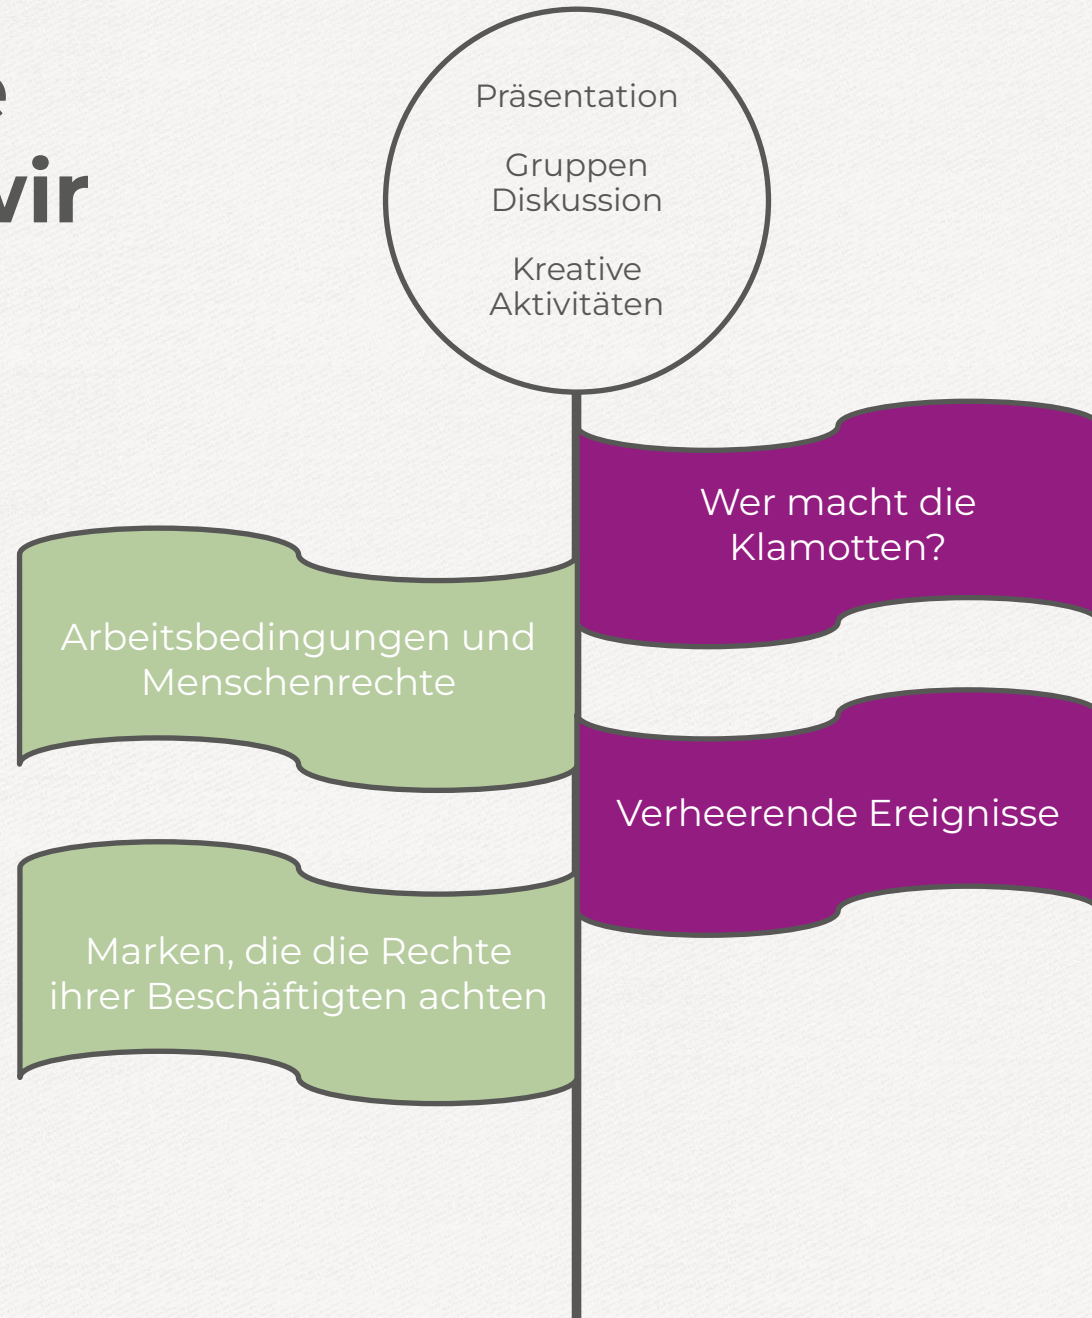 Präsentation
Gruppen
Diskussion
Kreative
Aktivitäten
Wer macht die
Klamotten?
Arbeitsbedingungen und
Menschenrechte
Verheerende Ereignisse
Marken, die die Rechte
ihrer Beschäftigten achten